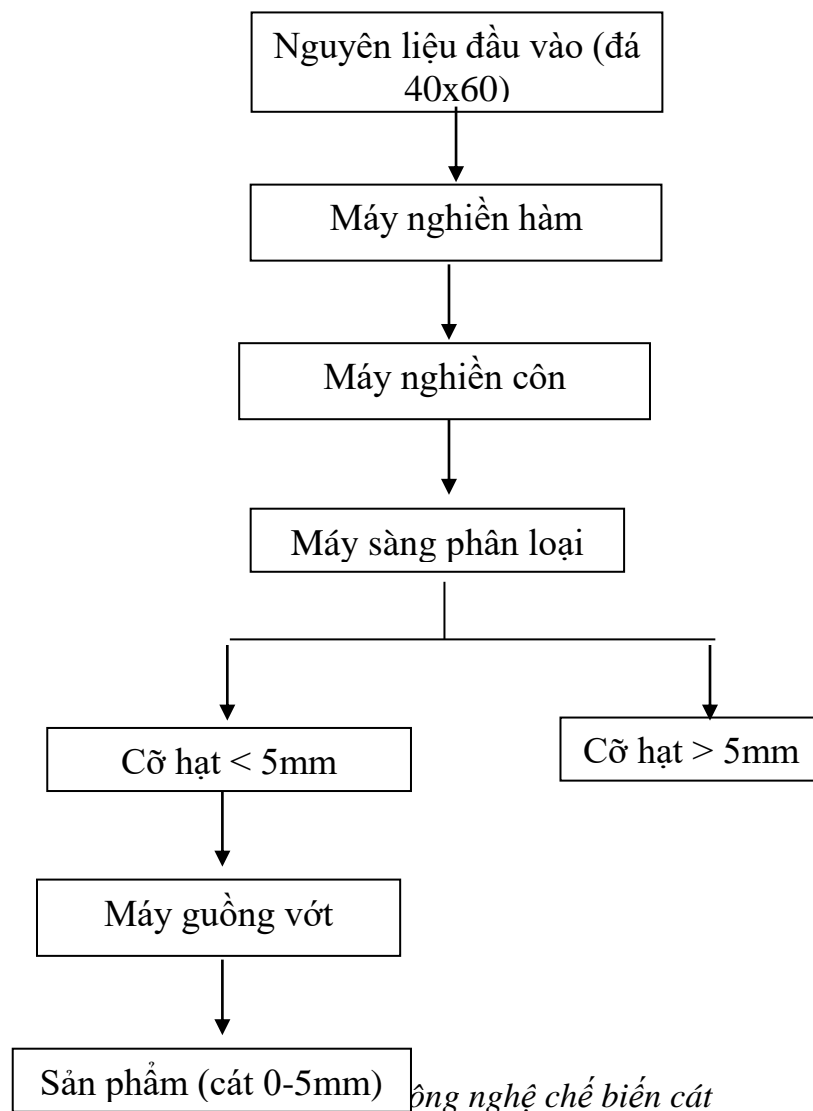 Nguyên liệu đầu vào (đá
40x60)
Máy nghiền hàm
Máy nghiền côn
Máy sàng phân loại
Cỡ hạt < 5mm
Cỡ hạt > 5mm
Máy guồng vớt
Sản phẩm (cát 0-5mm)
ông nghệ chế biến cát